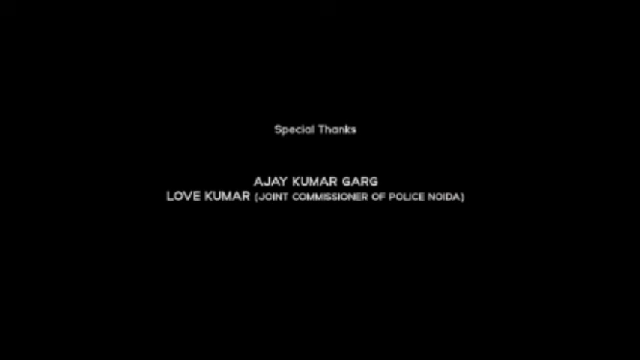 Special Thanks
AJAY KUMAR GARG
LOVE KUMAR (JOINT COMMISSIONER OF POLICE NOIDA)